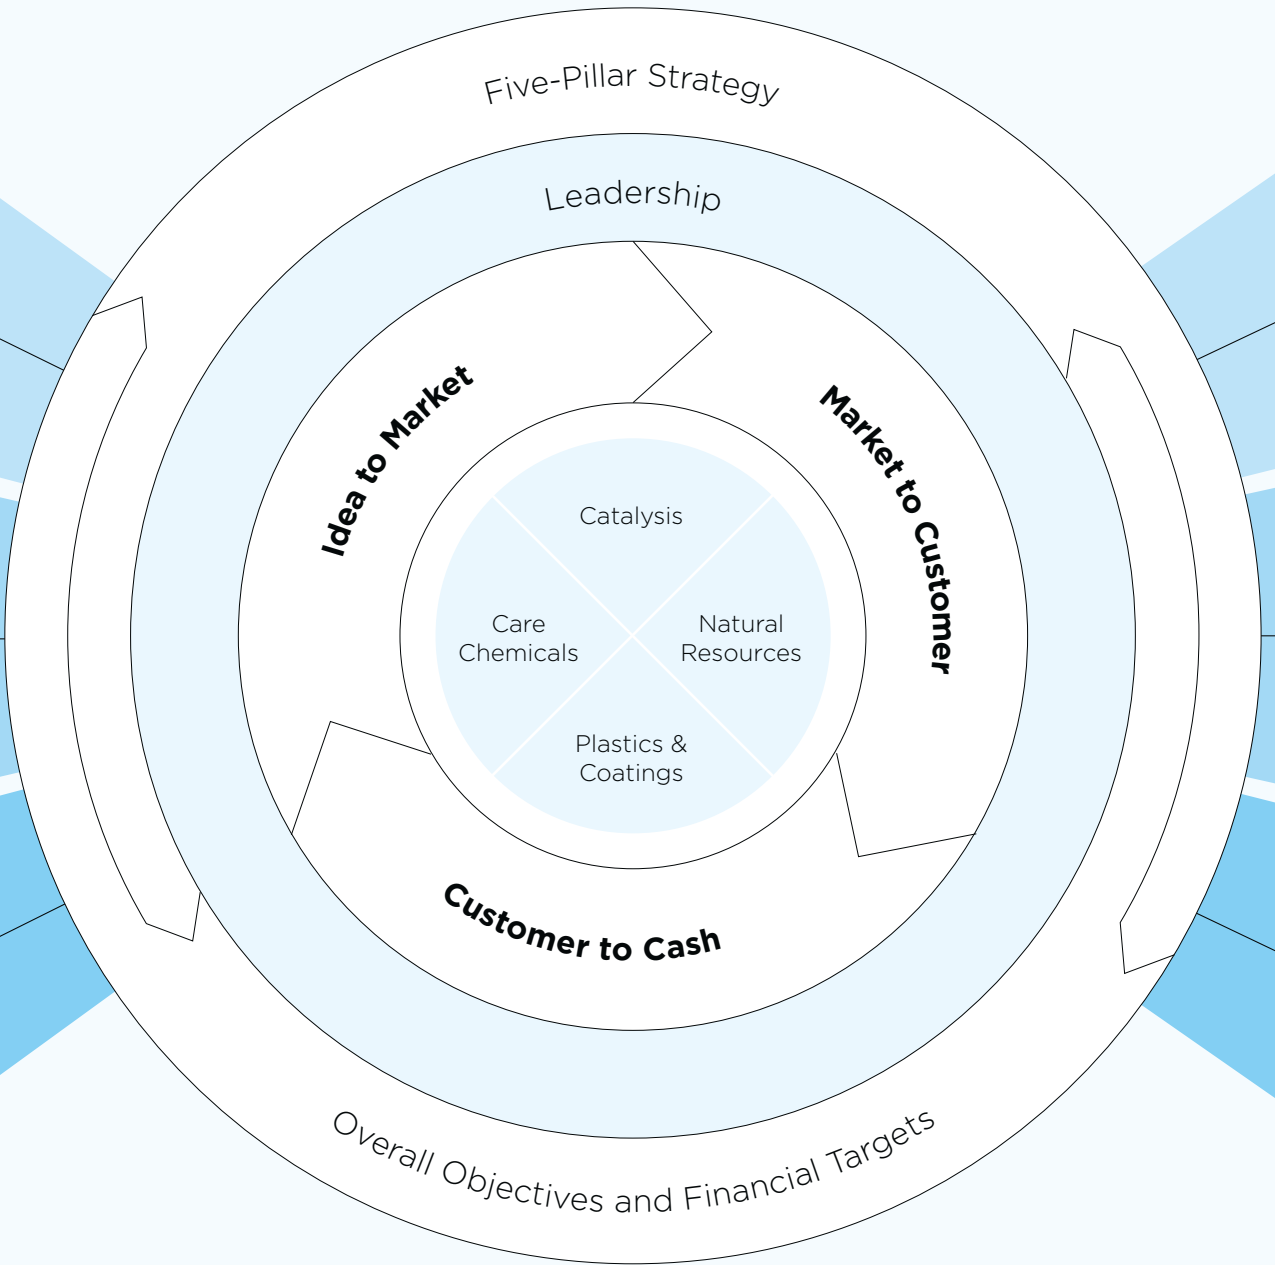 Five-Pillar Strategy
Leadership
Idea to Market
Market to Customer
Catalysis
Care
Chemicals
Natural
Resources
Plastics &
Coatings
Customer to Cash
Overall Objectives and Financial Targets